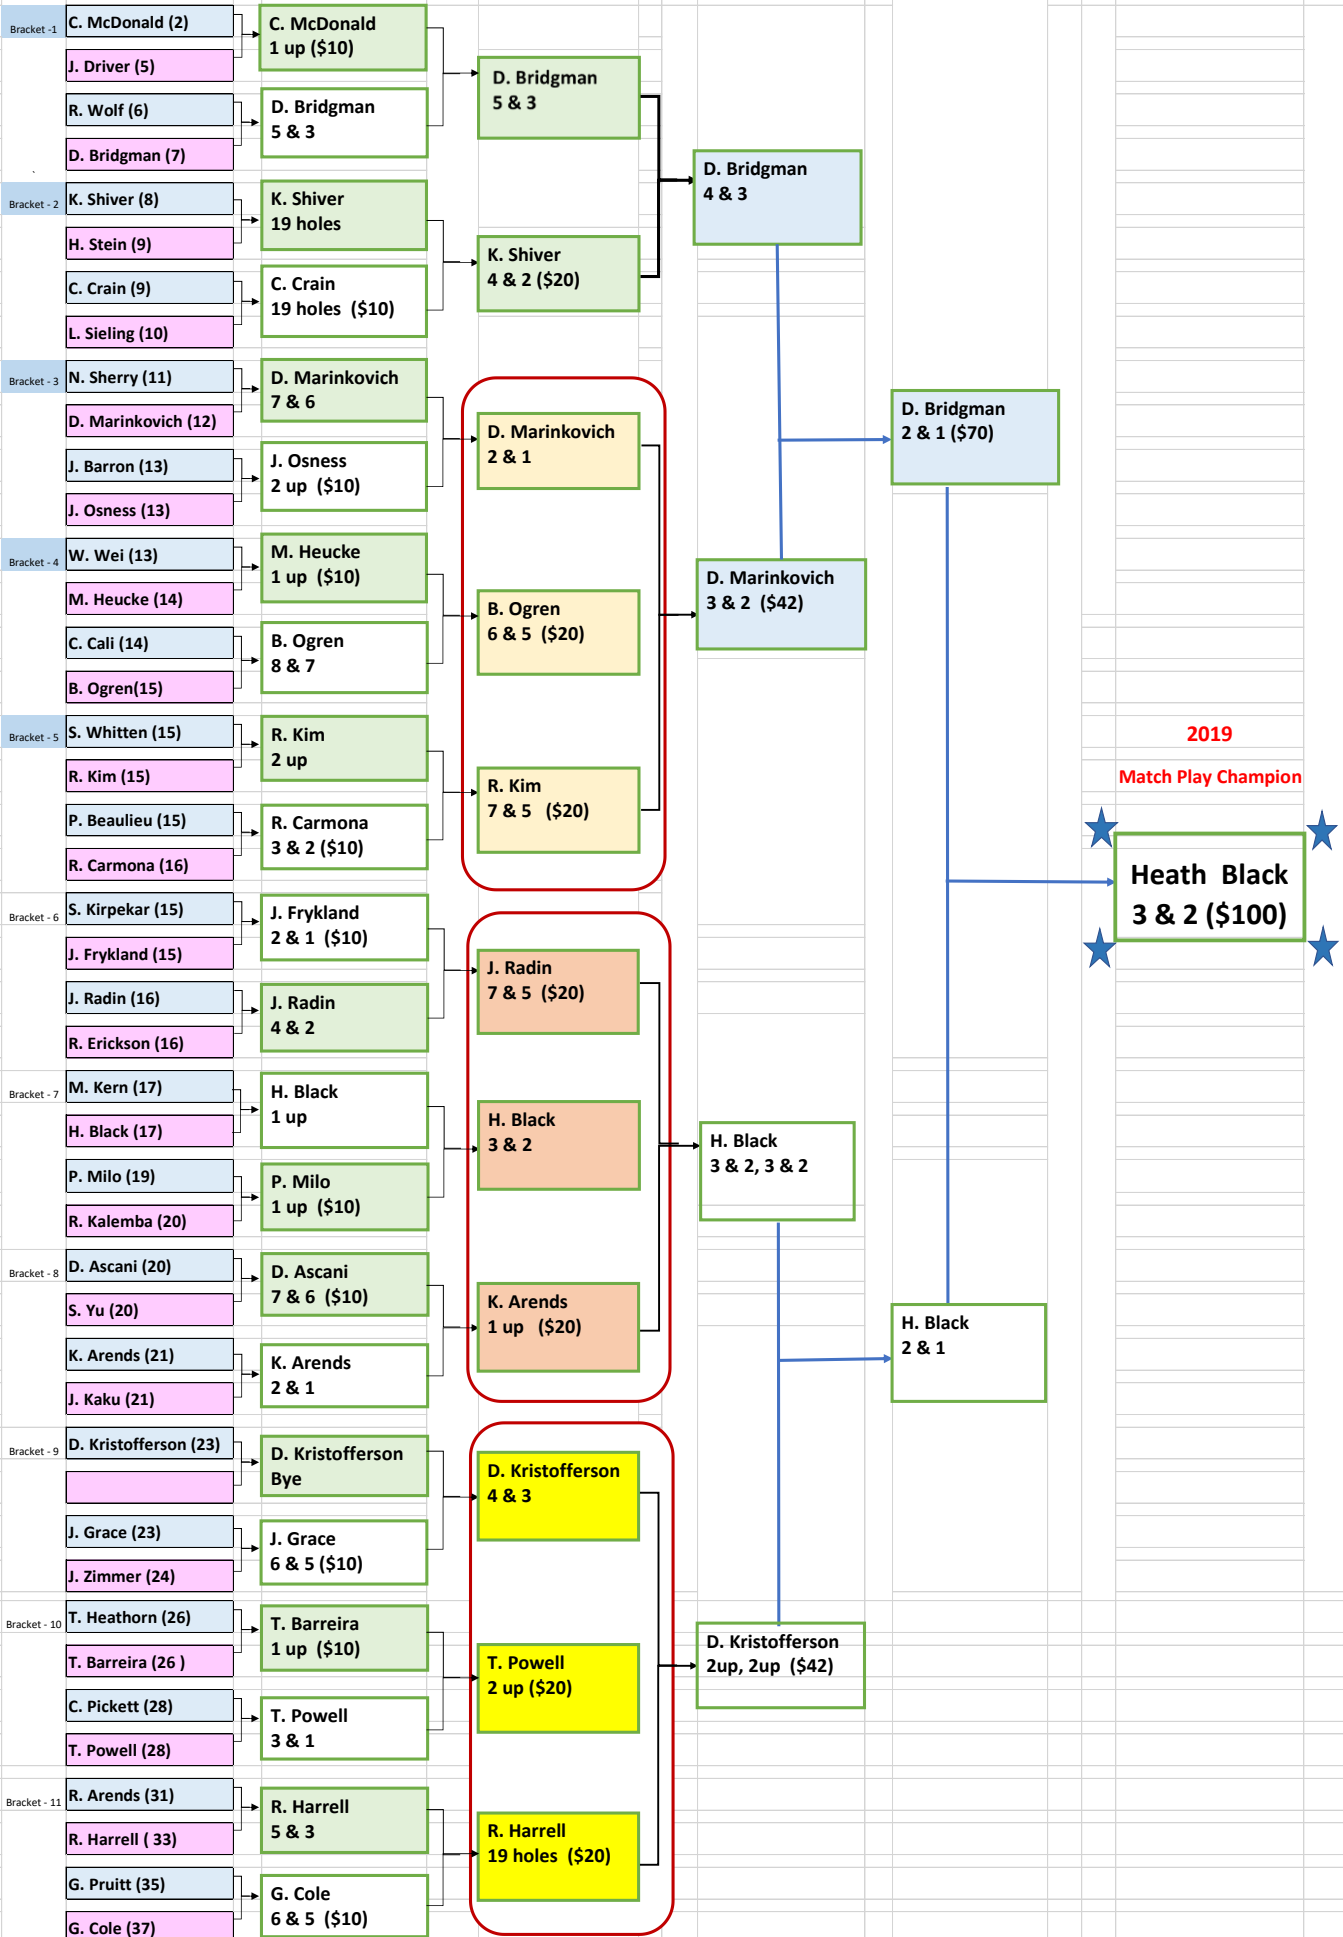 Bracket -1
C. McDonald (2)
J. Driver (5)
R. Wolf (6)
D. Bridgman (7)
Bracket - 2
K. Shiver (8)
H. Stein (9)
C. Crain (9)
L. Sieling (10)
Bracket - 3
N. Sherry (11)
D. Marinkovich (12)
J. Barron (13)
J. Osness (13)
Bracket - 4
W. Wei (13)
M. Heucke (14)
C. Cali (14)
B. Ogren(15)
Bracket - 5
S. Whitten (15)
R. Kim (15)
P. Beaulieu (15)
R. Carmona (16)
Bracket - 6
S. Kirpekar (15)
J. Frykland (15)
J. Radin (16)
R. Erickson (16)
Bracket - 7
M. Kern (17)
H. Black (17)
P. Milo (19)
R. Kalemba (20)
Bracket - 8
D. Ascani (20)
S. Yu (20)
K. Arends (21)
J. Kaku (21)
Bracket - 9
D. Kristofferson (23)
J. Grace (23)
J. Zimmer (24)
Bracket - 10
T. Heathorn (26)
T. Barreira (26 )
C. Pickett (28)
T. Powell (28)
Bracket - 11
R. Arends (31)
R. Harrell ( 33)
G. Pruitt (35)
G. Cole (37)
C. McDonald
1 up ($10)
D. Bridgman
5 & 3
K. Shiver
19 holes
C. Crain
19 holes ($10)
D. Marinkovich
7 & 6
J. Osness
2 up ($10)
M. Heucke
1 up ($10)
B. Ogren
8 & 7
R. Kim
2 up
R. Carmona
3 & 2 ($10)
J. Frykland
2 & 1 ($10)
J. Radin
4 & 2
H. Black
1 up
P. Milo
1 up ($10)
D. Ascani
7 & 6 ($10)
K. Arends
2 & 1
D. Kristofferson
Bye
J. Grace
6 & 5 ($10)
T. Barreira
1 up ($10)
T. Powell
3 & 1
R. Harrell
5 & 3
G. Cole
6 & 5 ($10)
D. Bridgman
5 & 3
K. Shiver
4 & 2 ($20)
D. Marinkovich
2 & 1
B. Ogren
6 & 5 ($20)
R. Kim
7 & 5 ($20)
J. Radin
7 & 5 ($20)
H. Black
3 & 2
K. Arends
1 up ($20)
D. Kristofferson
4 & 3
T. Powell
2 up ($20)
R. Harrell
19 holes ($20)
D. Bridgman
4 & 3
D. Marinkovich
3 & 2 ($42)
H. Black
3 & 2, 3 & 2
D. Kristofferson
2up, 2up ($42)
D. Bridgman
2 & 1 ($70)
H. Black
2 & 1
2019
Match Play Champion
Heath Black
3 & 2 ($100)